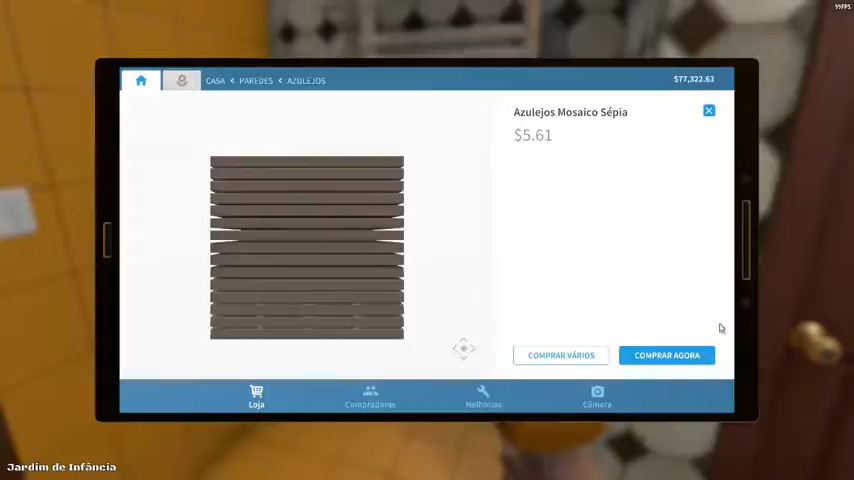 95FPS
CASA < PAREDES < AZULEJOS
$77,322.63
Azulejos Mosaico Sépia
$5.61
COMPRAR VÁRIOS
COMPRAR AGORA
Loja
Compradores
Melhorias
Câmera
Jardim de Infância